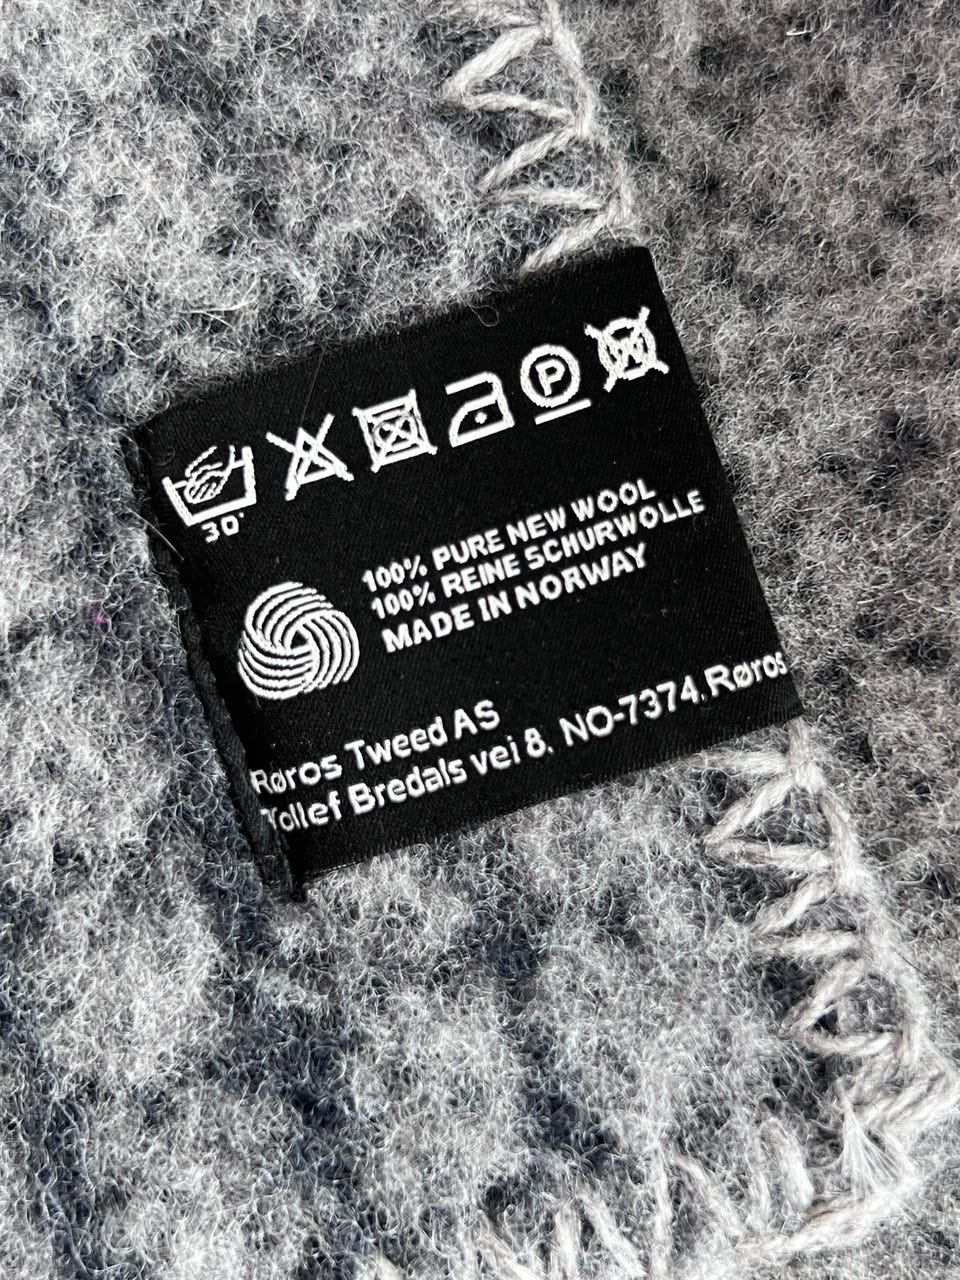 30°
P
100% PURE NEW WOOL
100% REINE SCHURWOLLE
MADE IN NORWAY
Røros Tweed AS
Tollef Bredals vei 8. NO-7374 Røros